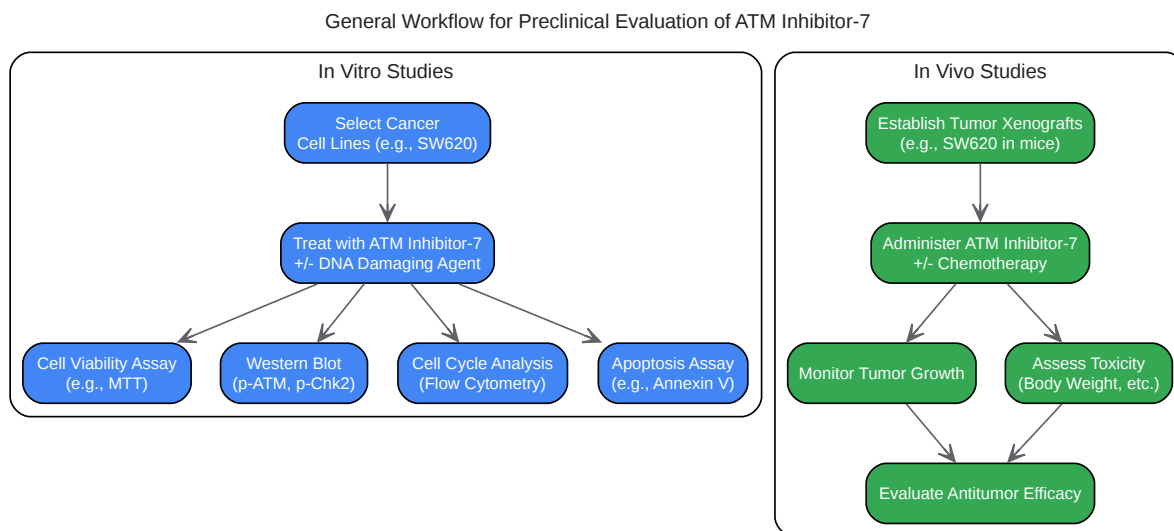 General Workflow for Preclinical Evaluation of ATM Inhibitor-7
In Vitro Studies
Select Cancer
Cell Lines (e.g., SW620)
Treat with ATM Inhibitor-7
+/- DNA Damaging Agent
Cell Viability Assay
(e.g., MTT)
Western Blot
(p-ATM, p-Chk2)
Cell Cycle Analysis
(Flow Cytometry)
Apoptosis Assay
(e.g., Annexin V)
In Vivo Studies
Establish Tumor Xenografts
(e.g., SW620 in mice)
Administer ATM Inhibitor-7
+/- Chemotherapy
Monitor Tumor Growth
Assess Toxicity
(Body Weight, etc.)
Evaluate Antitumor Efficacy